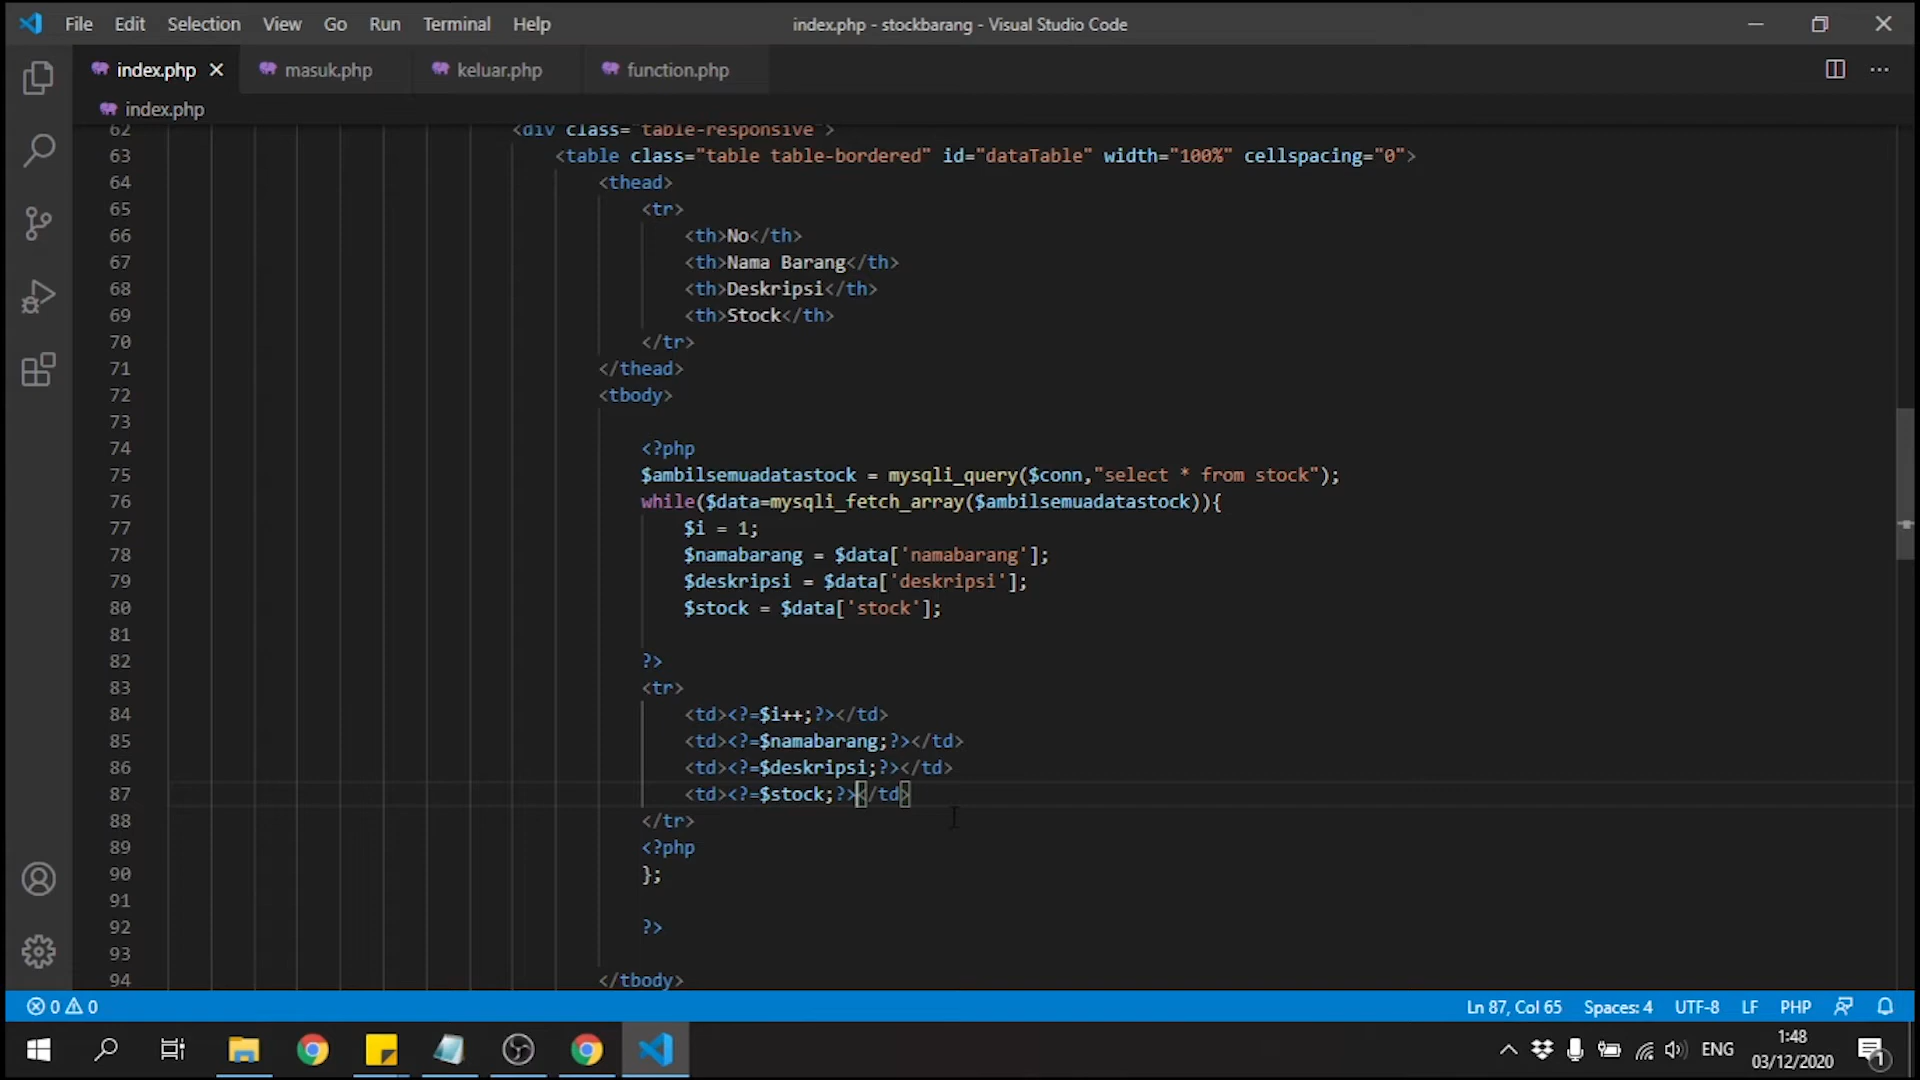 File Edit Selection View Go Run Terminal Help
index.php - stockbarang - Visual Studio Code
index.php masuk.php keluar.php function.php
index.php
62 <div class="table-responsive">
63 <table class="table table-bordered" id="dataTable" width="100%" cellspacing="0">
64 <thead>
65 <tr>
66 <th>No</th>
67 <th>Nama Barang</th>
68 <th>Deskripsi</th>
69 <th>Stock</th>
70 </tr>
71 </thead>
72 <tbody>
73
74 <?php
75 $ambilsemuadatastock = mysqli_query($conn,"select * from stock");
76 while($data=mysqli_fetch_array($ambilsemuadatastock)){
77 $i = 1;
78 $namabarang = $data['namabarang'];
79 $deskripsi = $data['deskripsi'];
80 $stock = $data['stock'];
81
82 ?>
83 <tr>
84 <td><?=$i++;?></td>
85 <td><?=$namabarang;?></td>
86 <td><?=$deskripsi;?></td>
87 <td><?=$stock;?></td>
88 </tr>
89 <?php
90 };
91
92 ?>
93
94 </tbody>
0 0
Ln 87, Col 65 Spaces: 4 UTF-8 LF PHP
ENG
1:48
03/12/2020
1